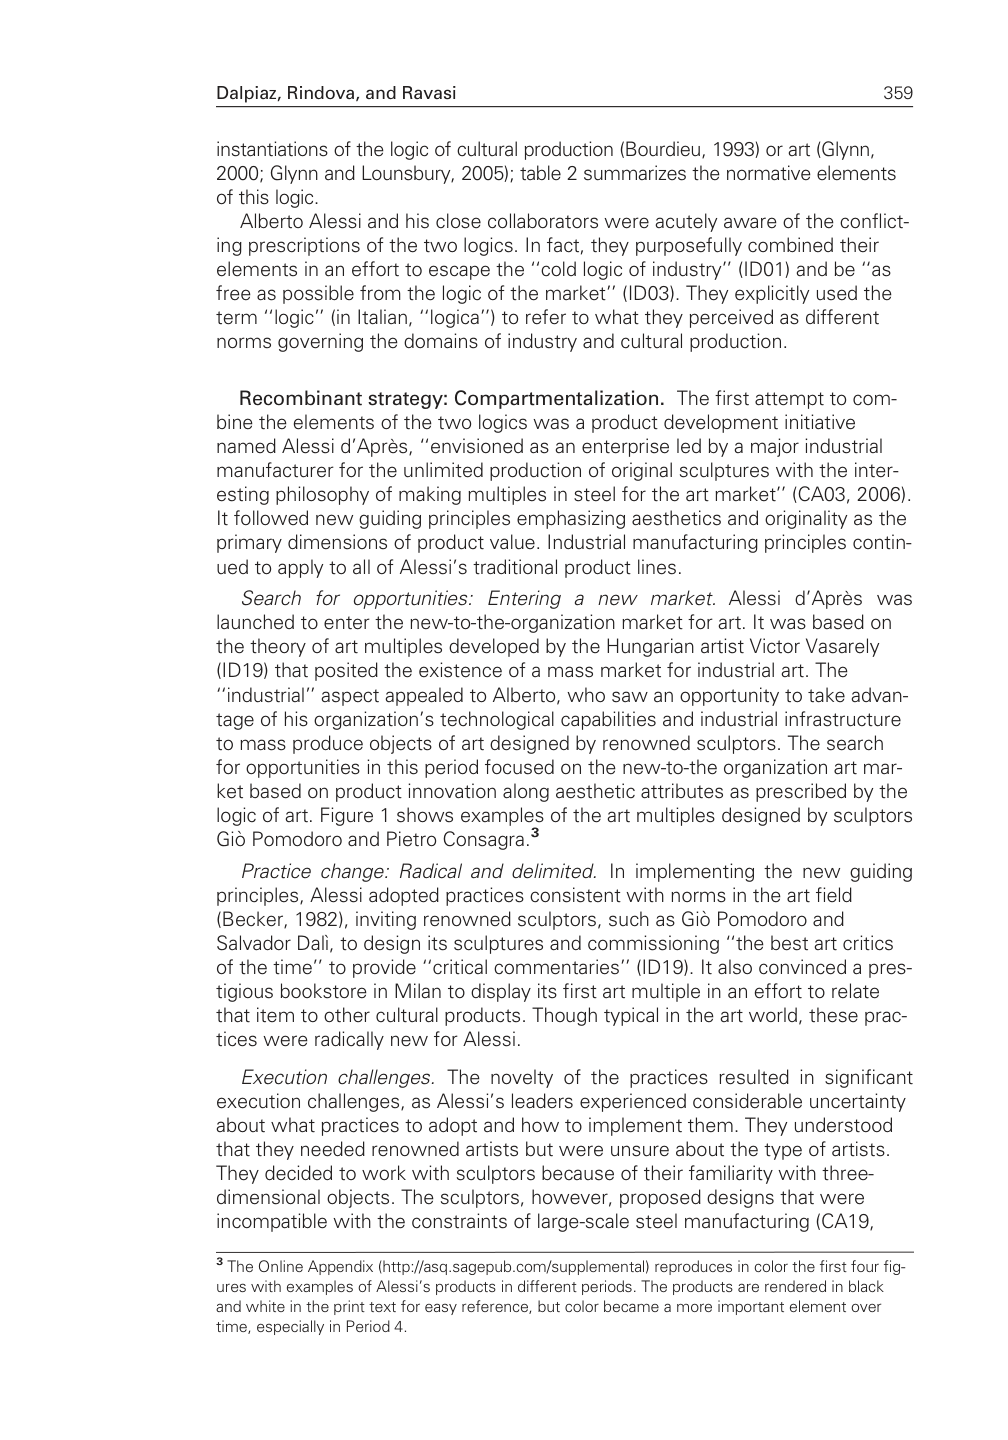 Dalpiaz, Rindova, and Ravasi 359
instantiations of the logic of cultural production (Bourdieu, 1993) or art (Glynn,
2000; Glynn and Lounsbury, 2005); table 2 summarizes the normative elements
of this logic.
Alberto Alessi and his close collaborators were acutely aware of the conflict-
ing prescriptions of the two logics. In fact, they purposefully combined their
elements in an effort to escape the ‘‘cold logic of industry’’ (ID01) and be ‘‘as
free as possible from the logic of the market’’ (ID03). They explicitly used the
term ‘‘logic’’ (in Italian, ‘‘logica’’) to refer to what they perceived as different
norms governing the domains of industry and cultural production.
Recombinant strategy: Compartmentalization. The first attempt to com-
bine the elements of the two logics was a product development initiative
named Alessi d’Après, ‘‘envisioned as an enterprise led by a major industrial
manufacturer for the unlimited production of original sculptures with the inter-
esting philosophy of making multiples in steel for the art market’’ (CA03, 2006).
It followed new guiding principles emphasizing aesthetics and originality as the
primary dimensions of product value. Industrial manufacturing principles contin-
ued to apply to all of Alessi’s traditional product lines.
Search for opportunities: Entering a new market. Alessi d’Après was
launched to enter the new-to-the-organization market for art. It was based on
the theory of art multiples developed by the Hungarian artist Victor Vasarely
(ID19) that posited the existence of a mass market for industrial art. The
‘‘industrial’’ aspect appealed to Alberto, who saw an opportunity to take advan-
tage of his organization’s technological capabilities and industrial infrastructure
to mass produce objects of art designed by renowned sculptors. The search
for opportunities in this period focused on the new-to-the organization art mar-
ket based on product innovation along aesthetic attributes as prescribed by the
logic of art. Figure 1 shows examples of the art multiples designed by sculptors
Giò Pomodoro and Pietro Consagra.3
Practice change: Radical and delimited. In implementing the new guiding
principles, Alessi adopted practices consistent with norms in the art field
(Becker, 1982), inviting renowned sculptors, such as Giò Pomodoro and
Salvador Dalì, to design its sculptures and commissioning ‘‘the best art critics
of the time’’ to provide ‘‘critical commentaries’’ (ID19). It also convinced a pres-
tigious bookstore in Milan to display its first art multiple in an effort to relate
that item to other cultural products. Though typical in the art world, these prac-
tices were radically new for Alessi.
Execution challenges. The novelty of the practices resulted in significant
execution challenges, as Alessi’s leaders experienced considerable uncertainty
about what practices to adopt and how to implement them. They understood
that they needed renowned artists but were unsure about the type of artists.
They decided to work with sculptors because of their familiarity with three-
dimensional objects. The sculptors, however, proposed designs that were
incompatible with the constraints of large-scale steel manufacturing (CA19,
3 The Online Appendix (http://asq.sagepub.com/supplemental) reproduces in color the first four fig-
ures with examples of Alessi’s products in different periods. The products are rendered in black
and white in the print text for easy reference, but color became a more important element over
time, especially in Period 4.